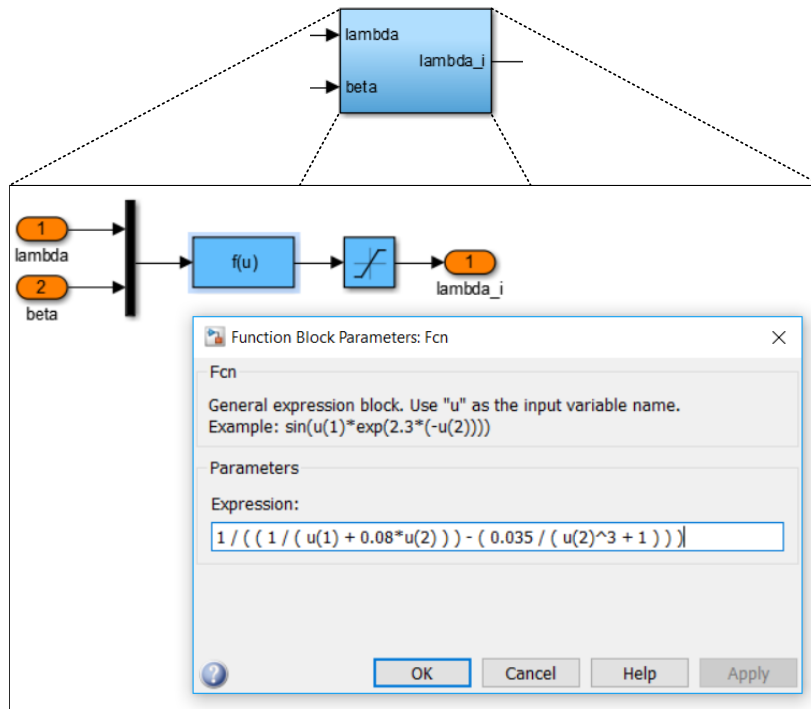 lambda
lambda_i
beta
1
lambda
f(u)
1
lambda_i
2
beta
Function Block Parameters: Fcn
Fcn
General expression block. Use "u" as the input variable name.
Example: sin(u(1)*exp(2.3*(-u(2))))
Parameters
Expression:
1 / ( ( 1 / ( u(1) + 0.08*u(2) ) ) - ( 0.035 / ( u(2)^3 + 1 ) ) )
?
OK
Cancel
Help
Apply